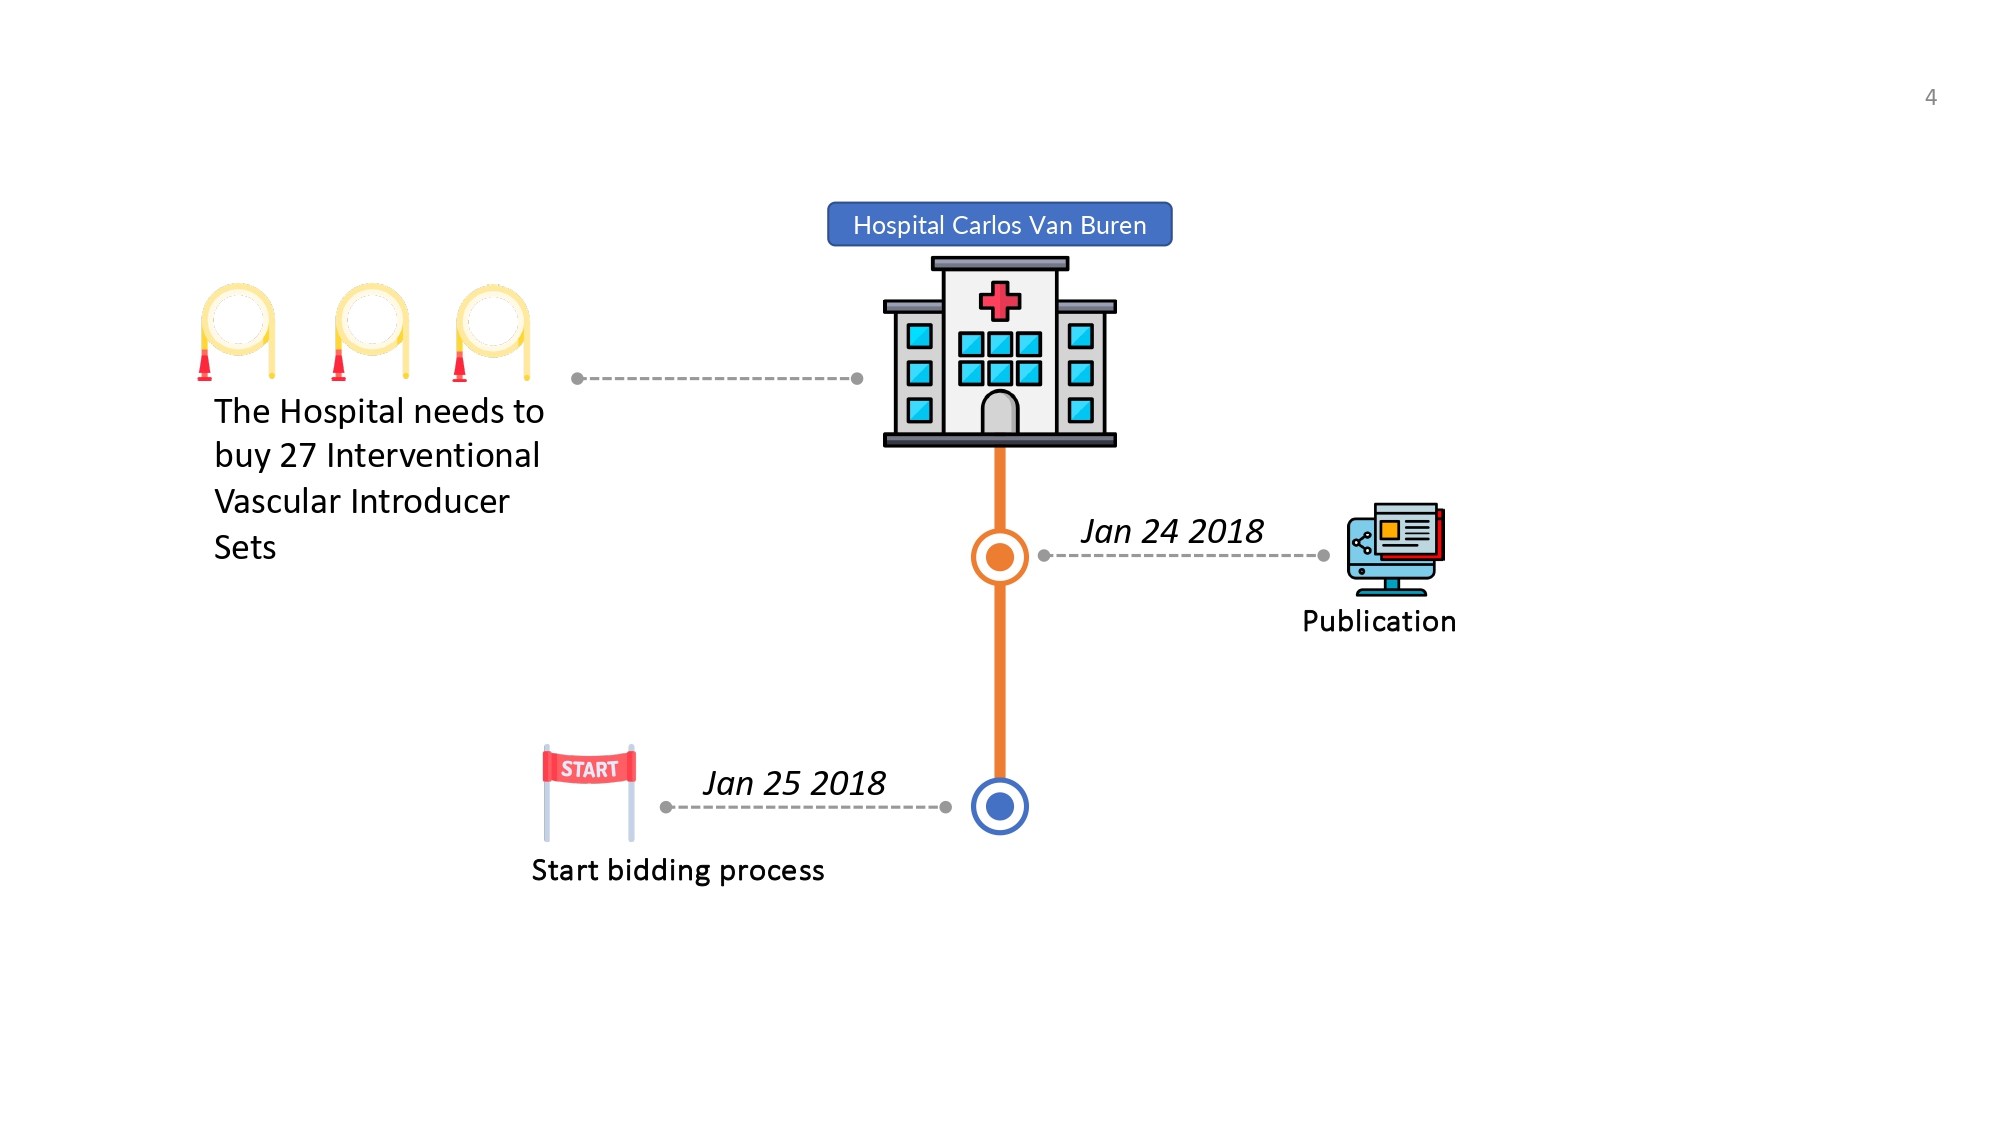 4
Hospital Carlos Van Buren
The Hospital needs to
buy 27 Interventional
Vascular Introducer
Sets
Jan 24 2018
Publication
START
Jan 25 2018
Start bidding process